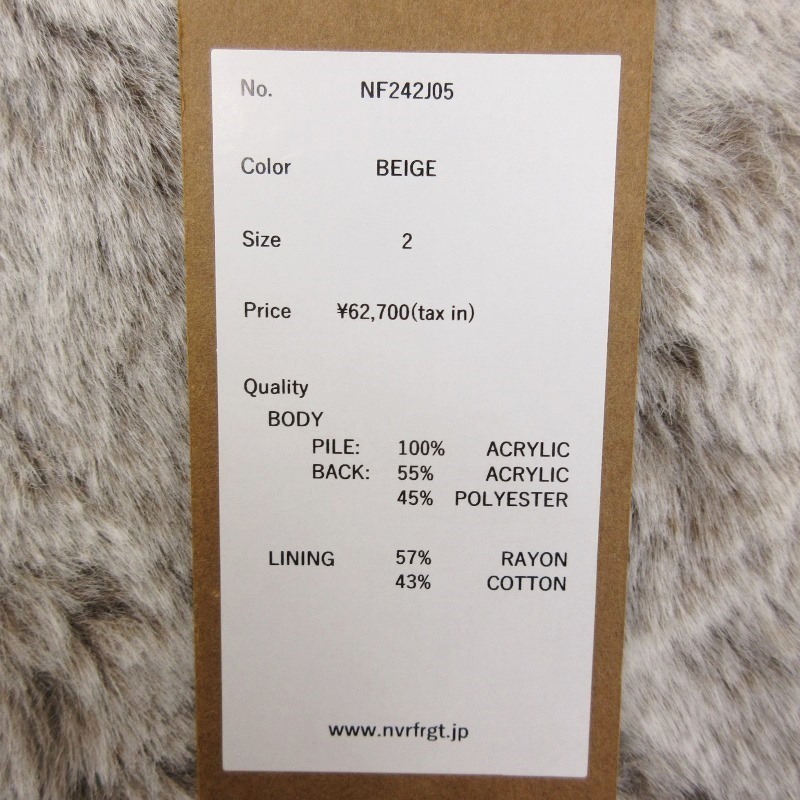 No. NF242J05
Color BEIGE
Size 2
Price ¥62,700(tax in)
Quality
BODY
PILE: 100% ACRYLIC
BACK: 55% ACRYLIC
45% POLYESTER
LINING 57% RAYON
43% COTTON
www.nvrfrgt.jp